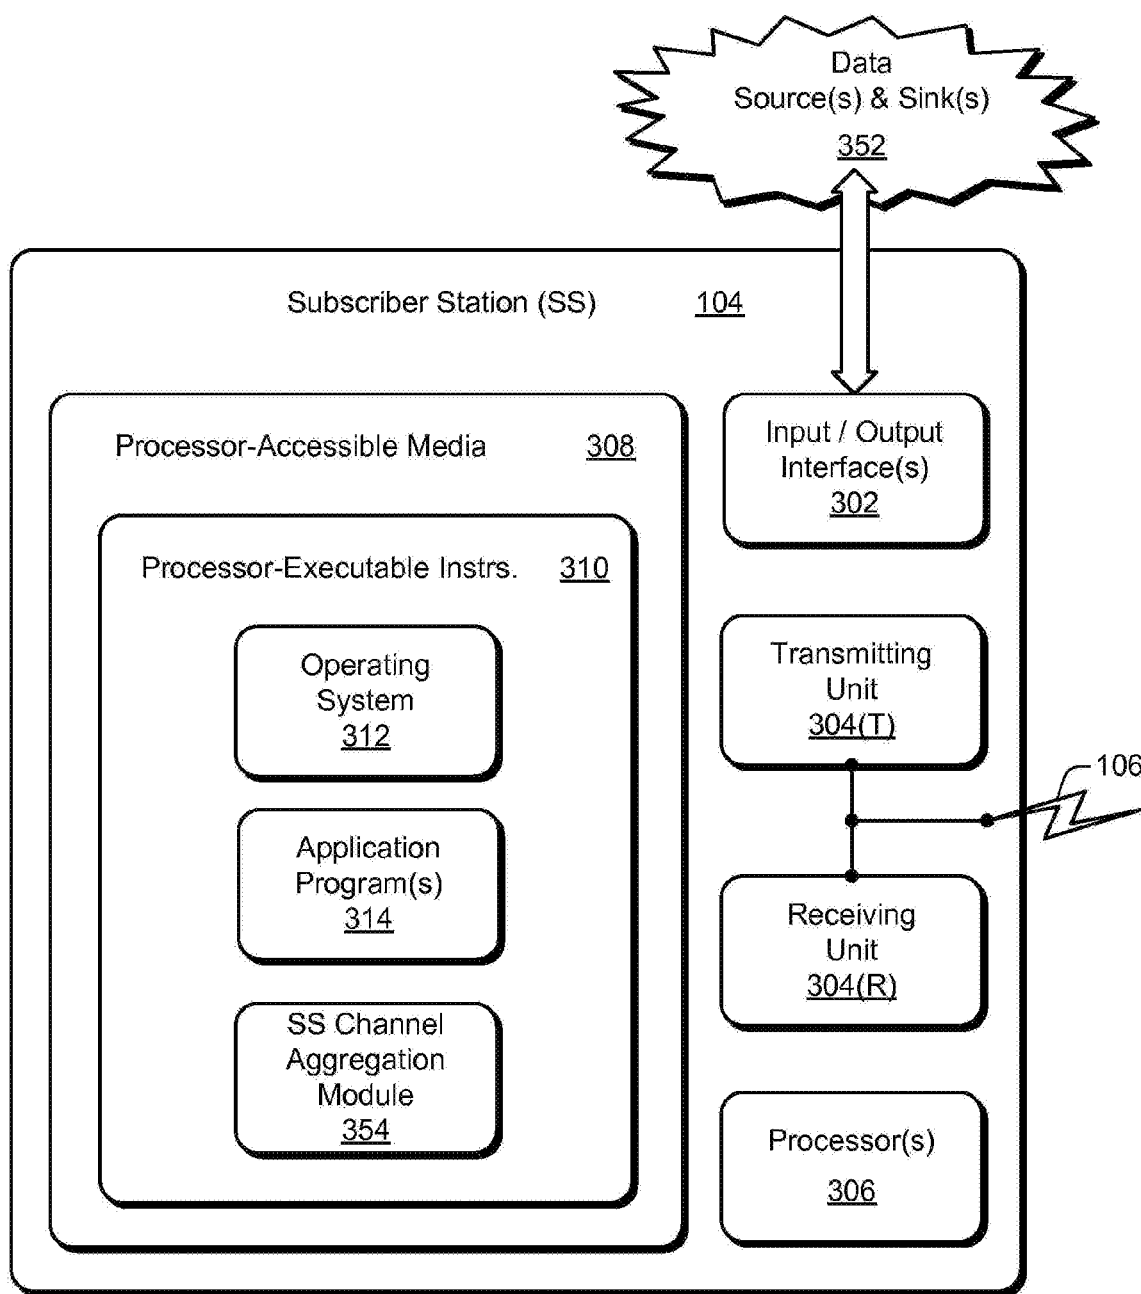 Data
Source(s) & Sink(s)
352
Subscriber Station (SS) 104
Processor-Accessible Media 308
Processor-Executable Instrs. 310
Operating
System
312
Application
Program(s)
314
SS Channel
Aggregation
Module
354
Input / Output
Interface(s)
302
Transmitting
Unit
304(T)
106
Receiving
Unit
304(R)
Processor(s)
306